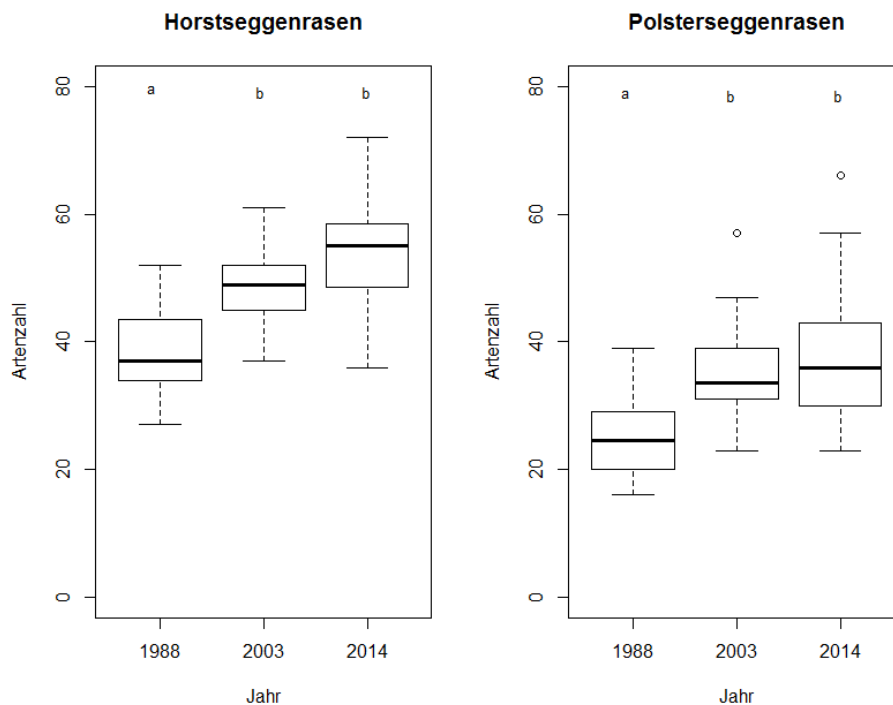 Horstseggenrasen
a b b
Artenzahl
80
60
40
20
0
1988 2003 2014
Jahr
Polsterseggenrasen
a b b
Artenzahl
80
60
40
20
0
1988 2003 2014
Jahr